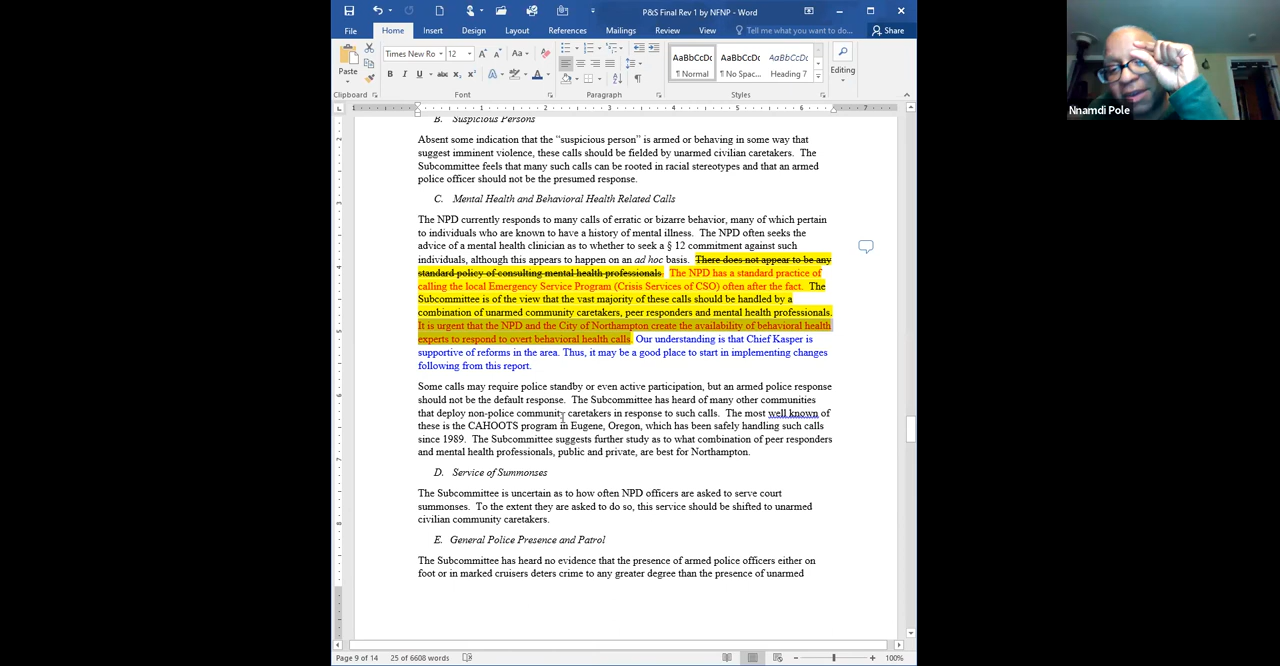 P&S Final Rev 1 by NFNP - Word
File Home Insert Draw Design Layout References Mailings Review View Tell me what you want to do... Share
Paste
Clipboard
Times New Ro 12 Aa
B I U abc x₂ x² A A
Font
Paragraph
AaBbCcDc AaBbCcDc AaBbCcDc
¶ Normal ¶ No Spac... Heading 7
Styles
Editing
Nnamdi Pole
1 1 2 3 4 5 6 7
B. Suspicious Persons
Absent some indication that the “suspicious person” is armed or behaving in some way that
suggest imminent violence, these calls should be fielded by unarmed civilian caretakers. The
Subcommittee feels that many such calls can be rooted in racial stereotypes and that an armed
police officer should not be the presumed response.
C. Mental Health and Behavioral Health Related Calls
The NPD currently responds to many calls of erratic or bizarre behavior, many of which pertain
to individuals who are known to have a history of mental illness. The NPD often seeks the
advice of a mental health clinician as to whether to seek a § 12 commitment against such
individuals, although this appears to happen on an ad hoc basis. There does not appear to be any
standard policy of consulting mental health professionals. The NPD has a standard practice of
calling the local Emergency Service Program (Crisis Services of CSO) often after the fact. The
Subcommittee is of the view that the vast majority of these calls should be handled by a
combination of unarmed community caretakers, peer responders and mental health professionals.
It is urgent that the NPD and the City of Northampton create the availability of behavioral health
experts to respond to overt behavioral health calls. Our understanding is that Chief Kasper is
supportive of reforms in the area. Thus, it may be a good place to start in implementing changes
following from this report.
Some calls may require police standby or even active participation, but an armed police response
should not be the default response. The Subcommittee has heard of many other communities
that deploy non-police community caretakers in response to such calls. The most well known of
these is the CAHOOTS program in Eugene, Oregon, which has been safely handling such calls
since 1989. The Subcommittee suggests further study as to what combination of peer responders
and mental health professionals, public and private, are best for Northampton.
D. Service of Summonses
The Subcommittee is uncertain as to how often NPD officers are asked to serve court
summonses. To the extent they are asked to do so, this service should be shifted to unarmed
civilian community caretakers.
E. General Police Presence and Patrol
The Subcommittee has heard no evidence that the presence of armed police officers either on
foot or in marked cruisers deters crime to any greater degree than the presence of unarmed
Page 9 of 14 25 of 6608 words 100%